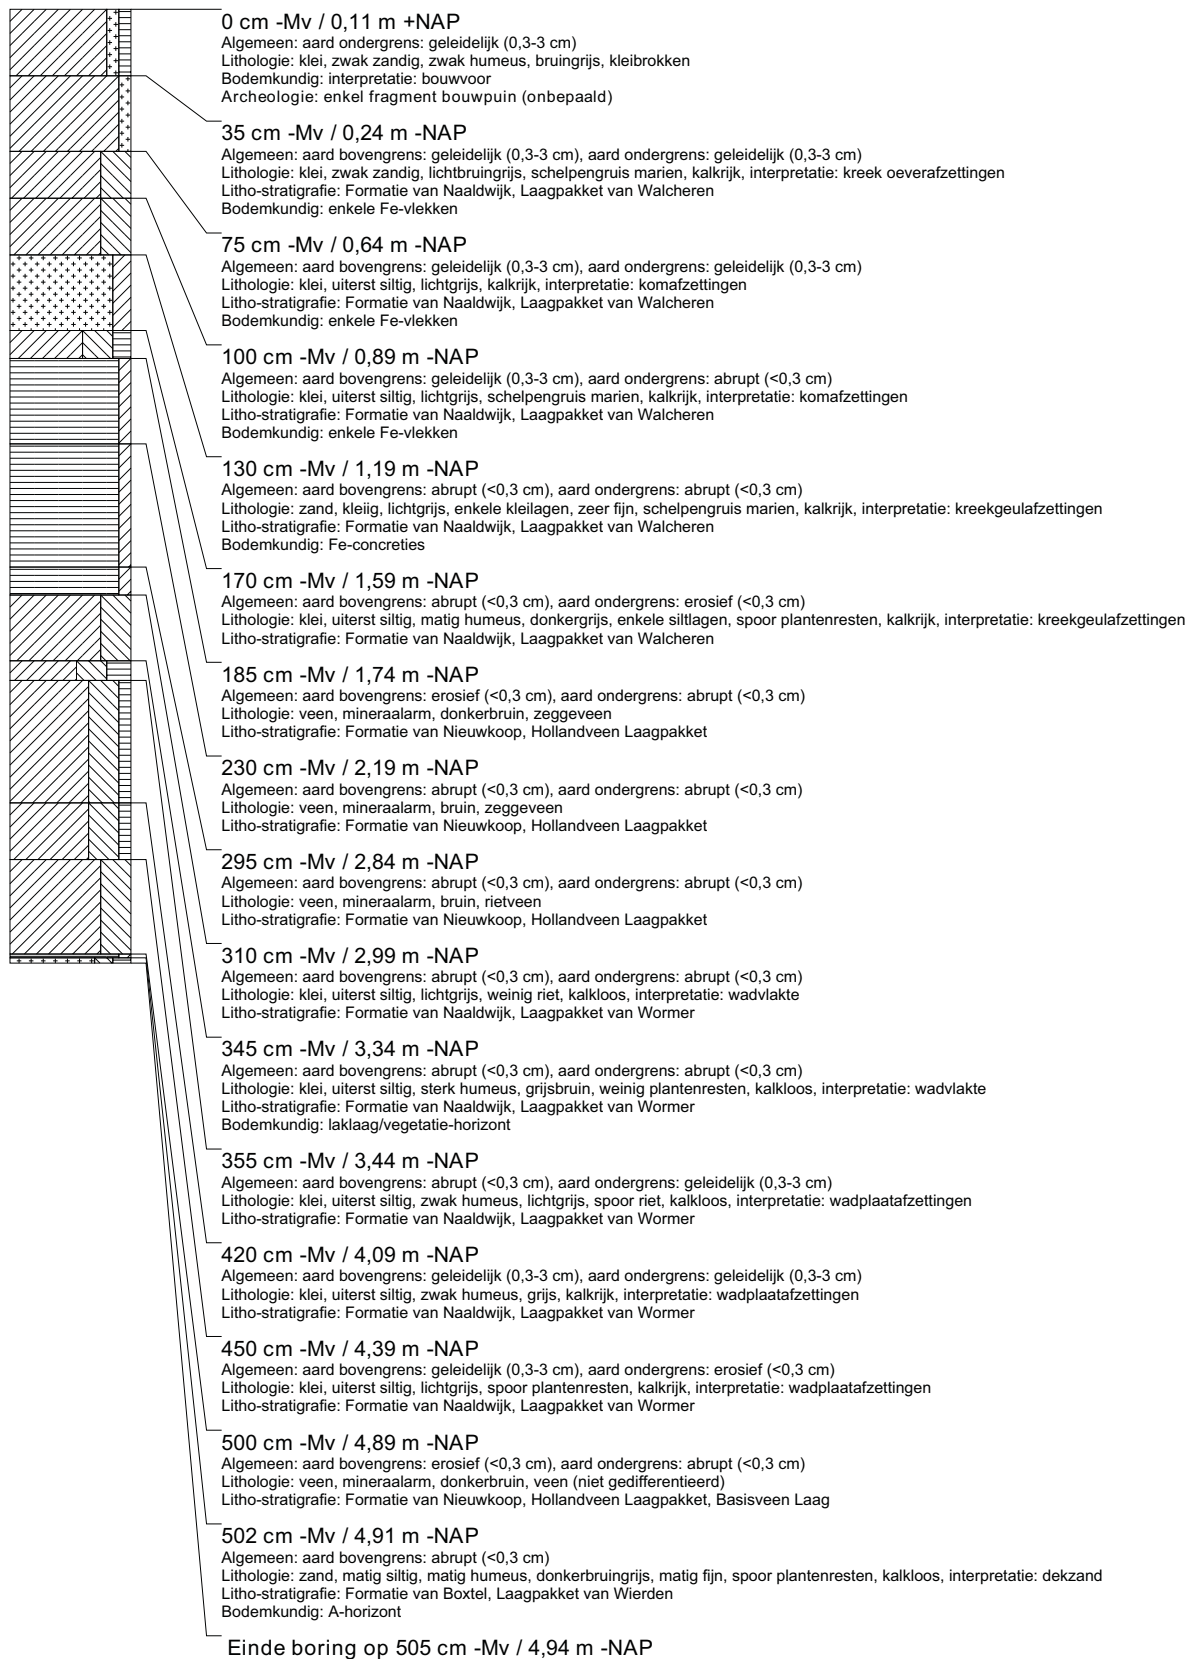 0 cm -Mv / 0,11 m +NAP
Algemeen: aard ondergrens: geleidelijk (0,3-3 cm)
Lithologie: klei, zwak zandig, zwak humeus, bruingrijs, kleibrokken
Bodemkundig: interpretatie: bouwvoor
Archeologie: enkel fragment bouwpuin (onbepaald)
35 cm -Mv / 0,24 m -NAP
Algemeen: aard bovengrens: geleidelijk (0,3-3 cm), aard ondergrens: geleidelijk (0,3-3 cm)
Lithologie: klei, zwak zandig, lichtbruingrijs, schelpengruis marien, kalkrijk, interpretatie: kreek oeverafzettingen
Litho-stratigrafie: Formatie van Naaldwijk, Laagpakket van Walcheren
Bodemkundig: enkele Fe-vlekken
75 cm -Mv / 0,64 m -NAP
Algemeen: aard bovengrens: geleidelijk (0,3-3 cm), aard ondergrens: geleidelijk (0,3-3 cm)
Lithologie: klei, uiterst siltig, lichtgrijs, kalkrijk, interpretatie: komafzettingen
Litho-stratigrafie: Formatie van Naaldwijk, Laagpakket van Walcheren
Bodemkundig: enkele Fe-vlekken
100 cm -Mv / 0,89 m -NAP
Algemeen: aard bovengrens: geleidelijk (0,3-3 cm), aard ondergrens: abrupt (<0,3 cm)
Lithologie: klei, uiterst siltig, lichtgrijs, schelpengruis marien, kalkrijk, interpretatie: komafzettingen
Litho-stratigrafie: Formatie van Naaldwijk, Laagpakket van Walcheren
Bodemkundig: enkele Fe-vlekken
130 cm -Mv / 1,19 m -NAP
Algemeen: aard bovengrens: abrupt (<0,3 cm), aard ondergrens: abrupt (<0,3 cm)
Lithologie: zand, kleiig, lichtgrijs, enkele kleilagen, zeer fijn, schelpengruis marien, kalkrijk, interpretatie: kreekgeulafzettingen
Litho-stratigrafie: Formatie van Naaldwijk, Laagpakket van Walcheren
Bodemkundig: Fe-concreties
170 cm -Mv / 1,59 m -NAP
Algemeen: aard bovengrens: abrupt (<0,3 cm), aard ondergrens: erosief (<0,3 cm)
Lithologie: klei, uiterst siltig, matig humeus, donkergrijs, enkele siltlagen, spoor plantenresten, kalkrijk, interpretatie: kreekgeulafzettingen
Litho-stratigrafie: Formatie van Naaldwijk, Laagpakket van Walcheren
185 cm -Mv / 1,74 m -NAP
Algemeen: aard bovengrens: erosief (<0,3 cm), aard ondergrens: abrupt (<0,3 cm)
Lithologie: veen, mineraalarm, donkerbruin, zeggeveen
Litho-stratigrafie: Formatie van Nieuwkoop, Hollandveen Laagpakket
230 cm -Mv / 2,19 m -NAP
Algemeen: aard bovengrens: abrupt (<0,3 cm), aard ondergrens: abrupt (<0,3 cm)
Lithologie: veen, mineraalarm, bruin, zeggeveen
Litho-stratigrafie: Formatie van Nieuwkoop, Hollandveen Laagpakket
295 cm -Mv / 2,84 m -NAP
Algemeen: aard bovengrens: abrupt (<0,3 cm), aard ondergrens: abrupt (<0,3 cm)
Lithologie: veen, mineraalarm, bruin, rietveen
Litho-stratigrafie: Formatie van Nieuwkoop, Hollandveen Laagpakket
310 cm -Mv / 2,99 m -NAP
Algemeen: aard bovengrens: abrupt (<0,3 cm), aard ondergrens: abrupt (<0,3 cm)
Lithologie: klei, uiterst siltig, lichtgrijs, weinig riet, kalkloos, interpretatie: wadvlakte
Litho-stratigrafie: Formatie van Naaldwijk, Laagpakket van Wormer
345 cm -Mv / 3,34 m -NAP
Algemeen: aard bovengrens: abrupt (<0,3 cm), aard ondergrens: abrupt (<0,3 cm)
Lithologie: klei, uiterst siltig, sterk humeus, grijsbruin, weinig plantenresten, kalkloos, interpretatie: wadvlakte
Litho-stratigrafie: Formatie van Naaldwijk, Laagpakket van Wormer
Bodemkundig: laklaag/vegetatie-horizont
355 cm -Mv / 3,44 m -NAP
Algemeen: aard bovengrens: abrupt (<0,3 cm), aard ondergrens: geleidelijk (0,3-3 cm)
Lithologie: klei, uiterst siltig, zwak humeus, lichtgrijs, spoor riet, kalkloos, interpretatie: wadplaatafzettingen
Litho-stratigrafie: Formatie van Naaldwijk, Laagpakket van Wormer
420 cm -Mv / 4,09 m -NAP
Algemeen: aard bovengrens: geleidelijk (0,3-3 cm), aard ondergrens: geleidelijk (0,3-3 cm)
Lithologie: klei, uiterst siltig, zwak humeus, grijs, kalkrijk, interpretatie: wadplaatafzettingen
Litho-stratigrafie: Formatie van Naaldwijk, Laagpakket van Wormer
450 cm -Mv / 4,39 m -NAP
Algemeen: aard bovengrens: geleidelijk (0,3-3 cm), aard ondergrens: erosief (<0,3 cm)
Lithologie: klei, uiterst siltig, lichtgrijs, spoor plantenresten, kalkrijk, interpretatie: wadplaatafzettingen
Litho-stratigrafie: Formatie van Naaldwijk, Laagpakket van Wormer
500 cm -Mv / 4,89 m -NAP
Algemeen: aard bovengrens: erosief (<0,3 cm), aard ondergrens: abrupt (<0,3 cm)
Lithologie: veen, mineraalarm, donkerbruin, veen (niet gedifferentieerd)
Litho-stratigrafie: Formatie van Nieuwkoop, Hollandveen Laagpakket, Basisveen Laag
502 cm -Mv / 4,91 m -NAP
Algemeen: aard bovengrens: abrupt (<0,3 cm)
Lithologie: zand, matig siltig, matig humeus, donkerbruingrijs, matig fijn, spoor plantenresten, kalkloos, interpretatie: dekzand
Litho-stratigrafie: Formatie van Boxtel, Laagpakket van Wierden
Bodemkundig: A-horizont
Einde boring op 505 cm -Mv / 4,94 m -NAP